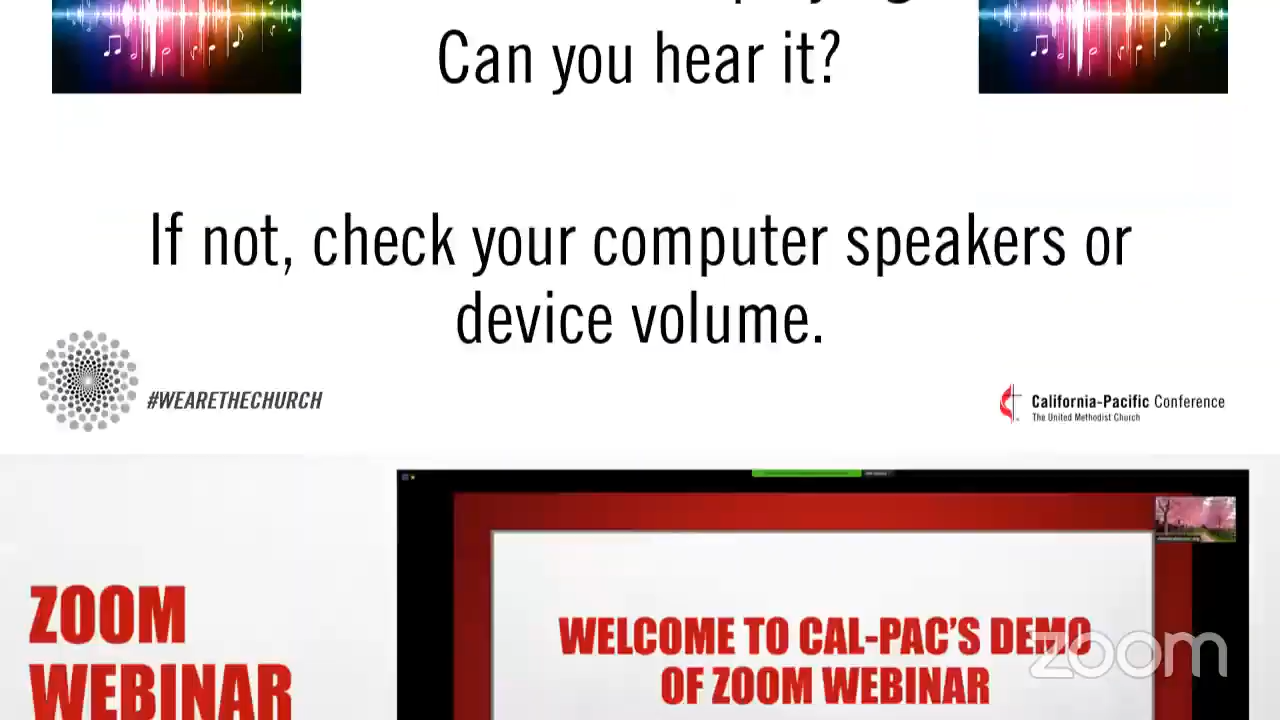 Can you hear it?
If not, check your computer speakers or
device volume.
#WEARETHECHURCH
California-Pacific Conference
The United Methodist Church
ZOOM
WEBINAR
WELCOME TO CAL-PAC'S DEMO
OF ZOOM WEBINAR
zoom